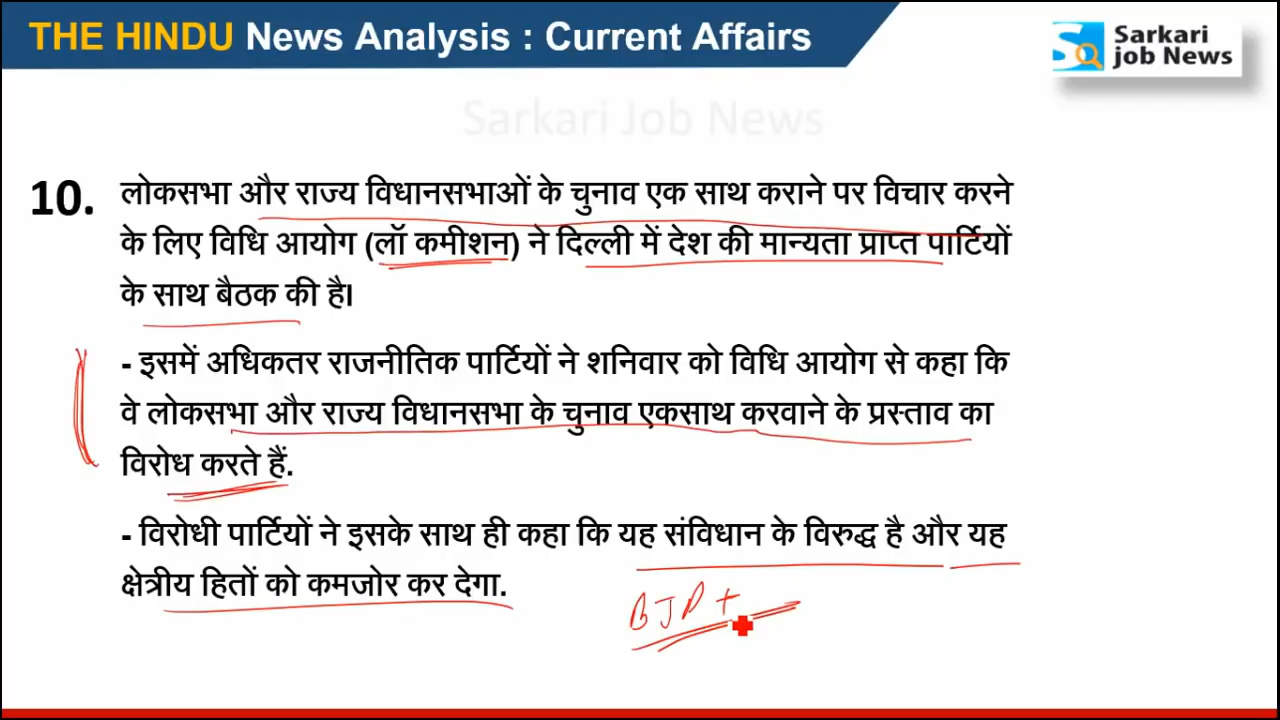 THE HINDU News Analysis : Current Affairs
Sarkari
job News
Sarkari Job News
10. लोकसभा और राज्य विधानसभाओं के चुनाव एक साथ कराने पर विचार करने
के लिए विधि आयोग (लॉ कमीशन) ने दिल्ली में देश की मान्यता प्राप्त पार्टियों
के साथ बैठक की है।
- इसमें अधिकतर राजनीतिक पार्टियों ने शनिवार को विधि आयोग से कहा कि
वे लोकसभा और राज्य विधानसभा के चुनाव एकसाथ करवाने के प्रस्ताव का
विरोध करते हैं.
- विरोधी पार्टियों ने इसके साथ ही कहा कि यह संविधान के विरुद्ध है और यह
क्षेत्रीय हितों को कमजोर कर देगा.
BJP +